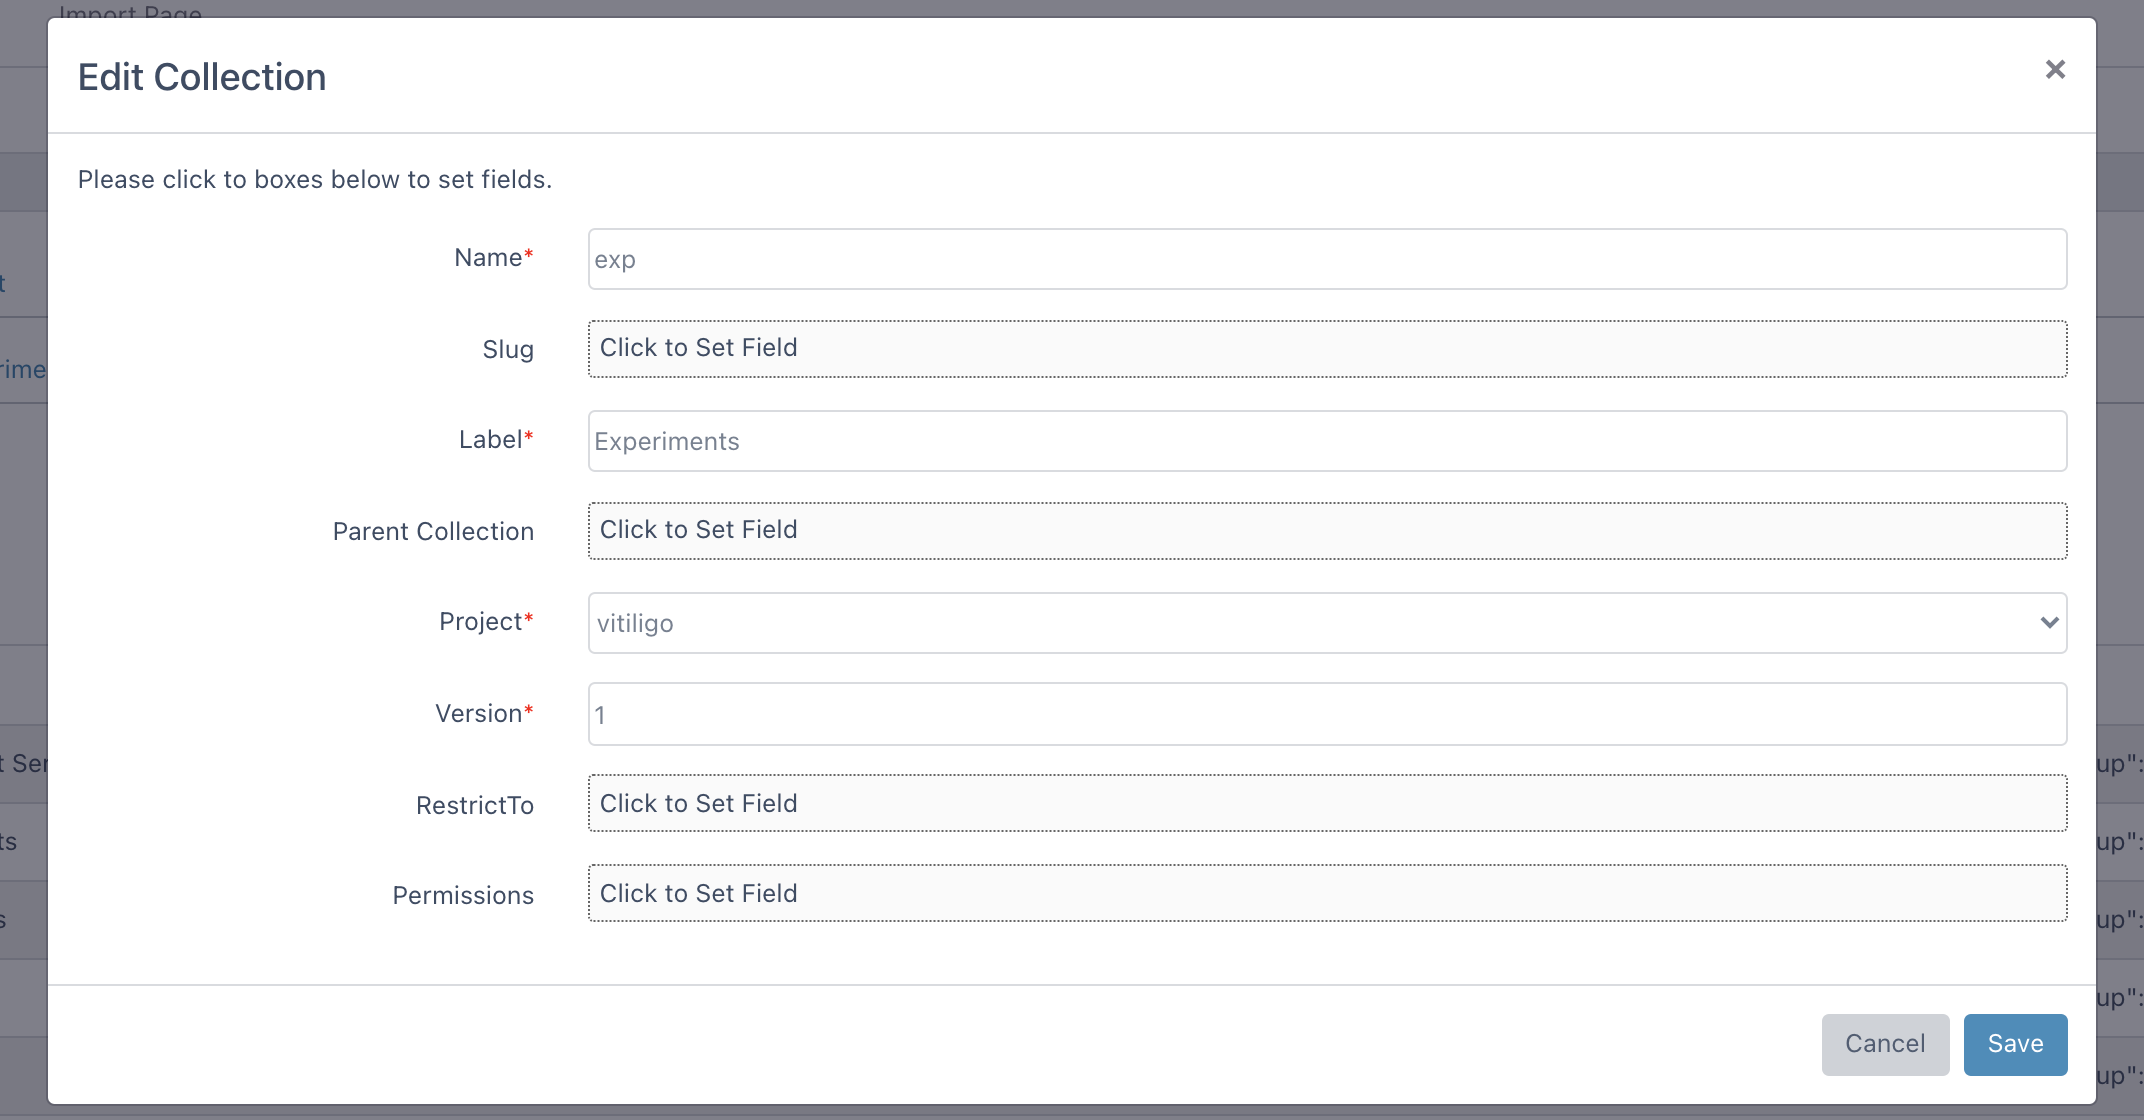 Import Page
Edit Collection
×
Please click to boxes below to set fields.
Name*
exp
Slug
Click to Set Field
Label*
Experiments
Parent Collection
Click to Set Field
Project*
vitiligo
Version*
1
RestrictTo
Click to Set Field
Permissions
Click to Set Field
Cancel
Save
t
rime
t Ser
ts
s
up":
up":
up":
up":
up":